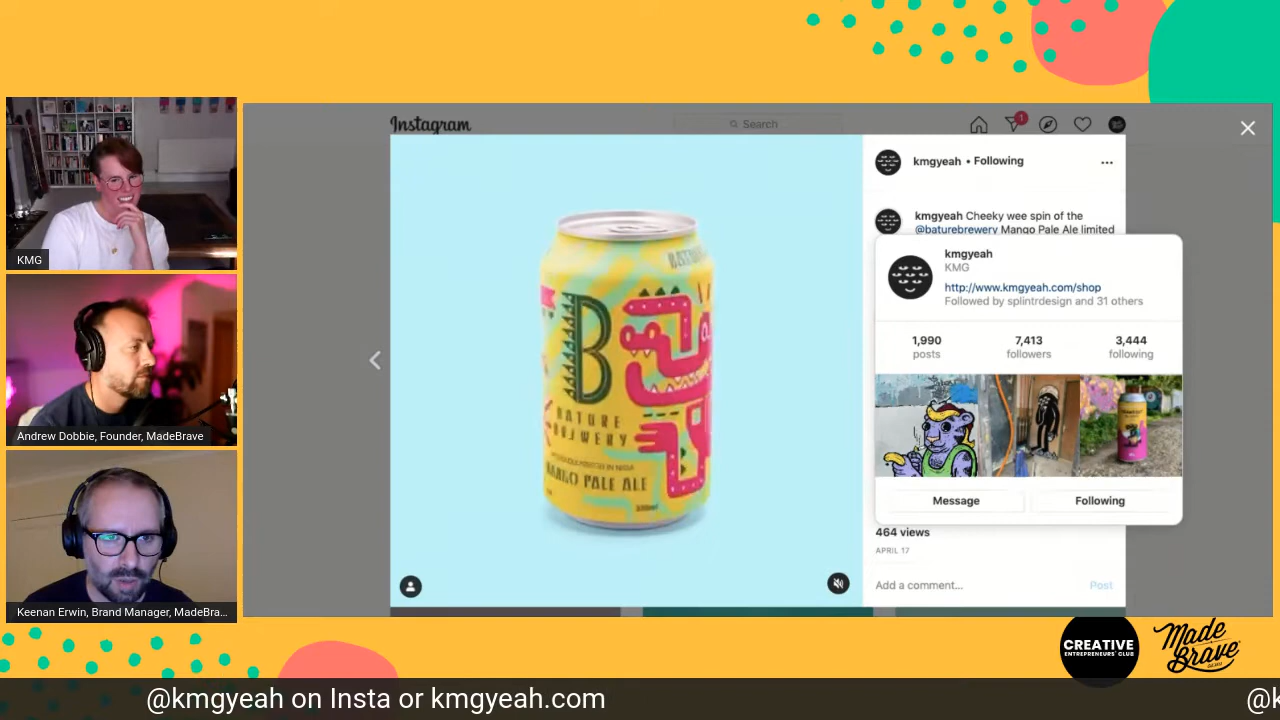 KMG
Andrew Dobbie, Founder, MadeBrave
Keenan Erwin, Brand Manager, MadeBra...
Instagram
Search
1
kmgyeah • Following
kmgyeah Cheeky wee spin of the
@baturebrewery Mango Pale Ale limited
kmgyeah
KMG
http://www.kmgyeah.com/shop
Followed by splintrdesign and 31 others
1,990 posts
7,413 followers
3,444 following
Message
Following
464 views
APRIL 17
Add a comment...
Post
B
BATURE
BREWERY
MANGO PALE ALE
CREATIVE
ENTREPRENEURS' CLUB
Made
Brave
@kmgyeah on Insta or kmgyeah.com
@k